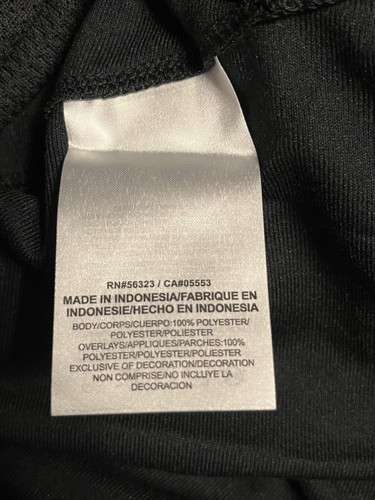 RN#56323 / CA#05553
MADE IN INDONESIA/FABRIQUE EN
INDONESIE/HECHO EN INDONESIA
BODY/CORPS/CUERPO:100% POLYESTER/
POLYESTER/POLIESTER
OVERLAYS/APPLIQUES/PARCHES:100%
POLYESTER/POLYESTER/POLIESTER
EXCLUSIVE OF DECORATION/DECORATION
NON COMPRISE/NO INCLUYE LA
DECORACION